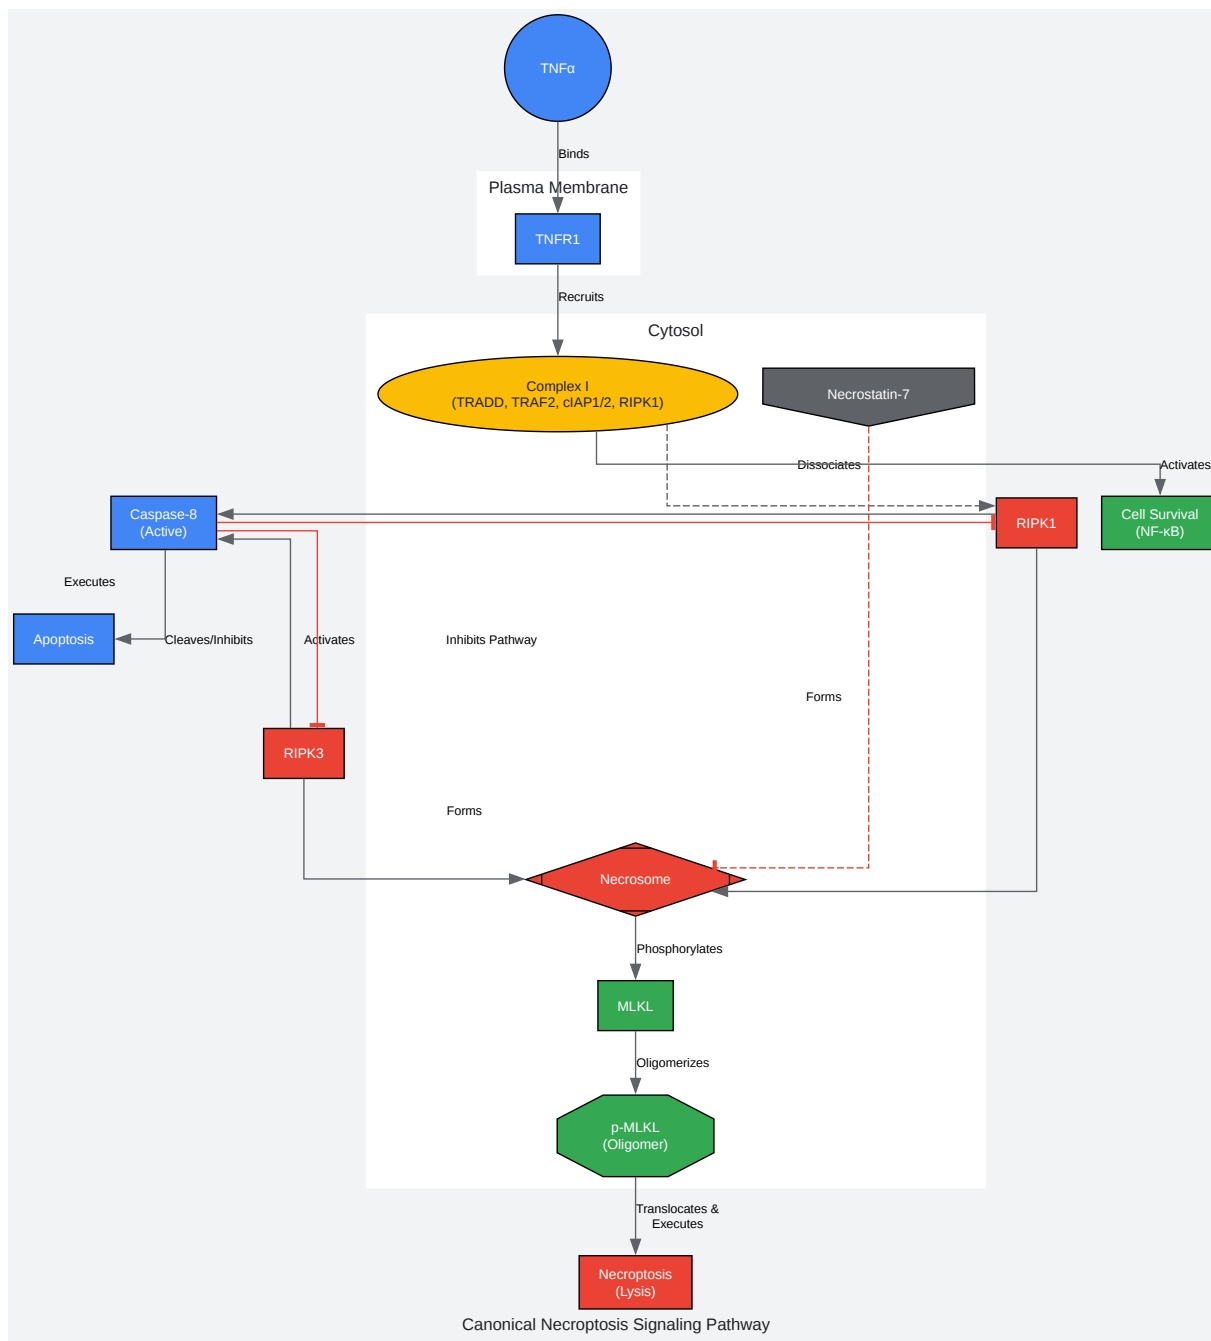 TNFα
Binds
Plasma Membrane
TNFR1
Recruits
Cytosol
Complex I
(TRADD, TRAF2, cIAP1/2, RIPK1)
Necrostatin-7
Dissociates
Activates
Caspase-8
(Active)
RIPK1
Cell Survival
(NF-κB)
Executes
Apoptosis
Cleaves/Inhibits
Activates
Inhibits Pathway
Forms
RIPK3
Forms
Necrosome
Phosphorylates
MLKL
Oligomerizes
p-MLKL
(Oligomer)
Translocates &
Executes
Necroptosis
(Lysis)
Canonical Necroptosis Signaling Pathway